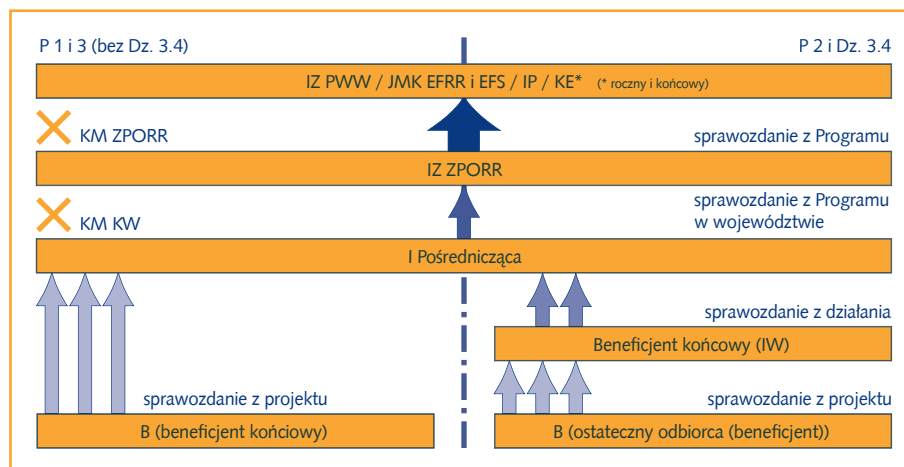 P 1 i 3 (bez Dz. 3.4)
P 2 i Dz. 3.4
IZ PWW / JMK EFRR i EFS / IP / KE* (* roczny i końcowy)
KM ZPORR
sprawozdanie z Programu
IZ ZPORR
KM KW
sprawozdanie z Programu
w województwie
I Pośrednicząca
sprawozdanie z działania
Beneficjent końcowy (IW)
sprawozdanie z projektu
sprawozdanie z projektu
B (beneficjent końciowy)
B (ostateczny odbiorca (beneficjent))